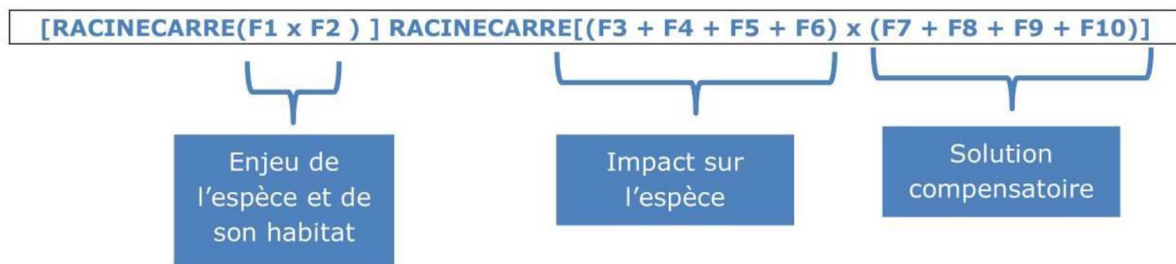 [RACINECARRE(F1 x F2 ) ] RACINECARRE[(F3 + F4 + F5 + F6) x (F7 + F8 + F9 + F10)]
Enjeu de
l'espèce et de
son habitat
Impact sur
l'espèce
Solution
compensatoire